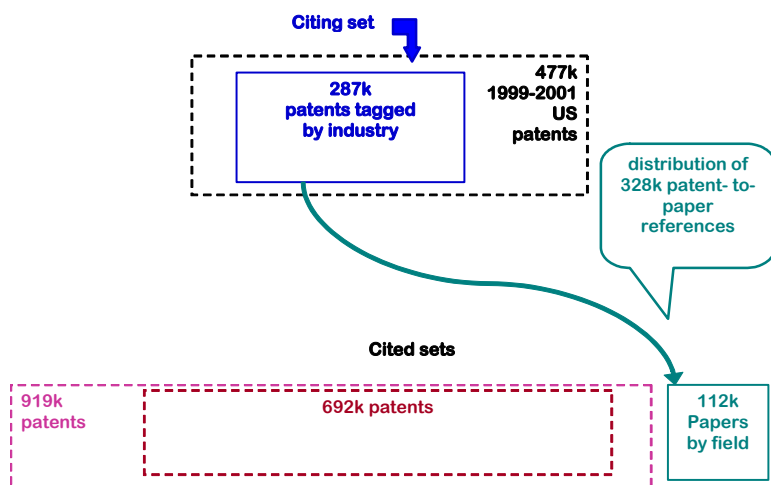 Citing set
287k
patents tagged
by industry
477k
1999-2001
US
patents
distribution of
328k patent- to-
paper
references
Cited sets
919k
patents
692k patents
112k
Papers
by field